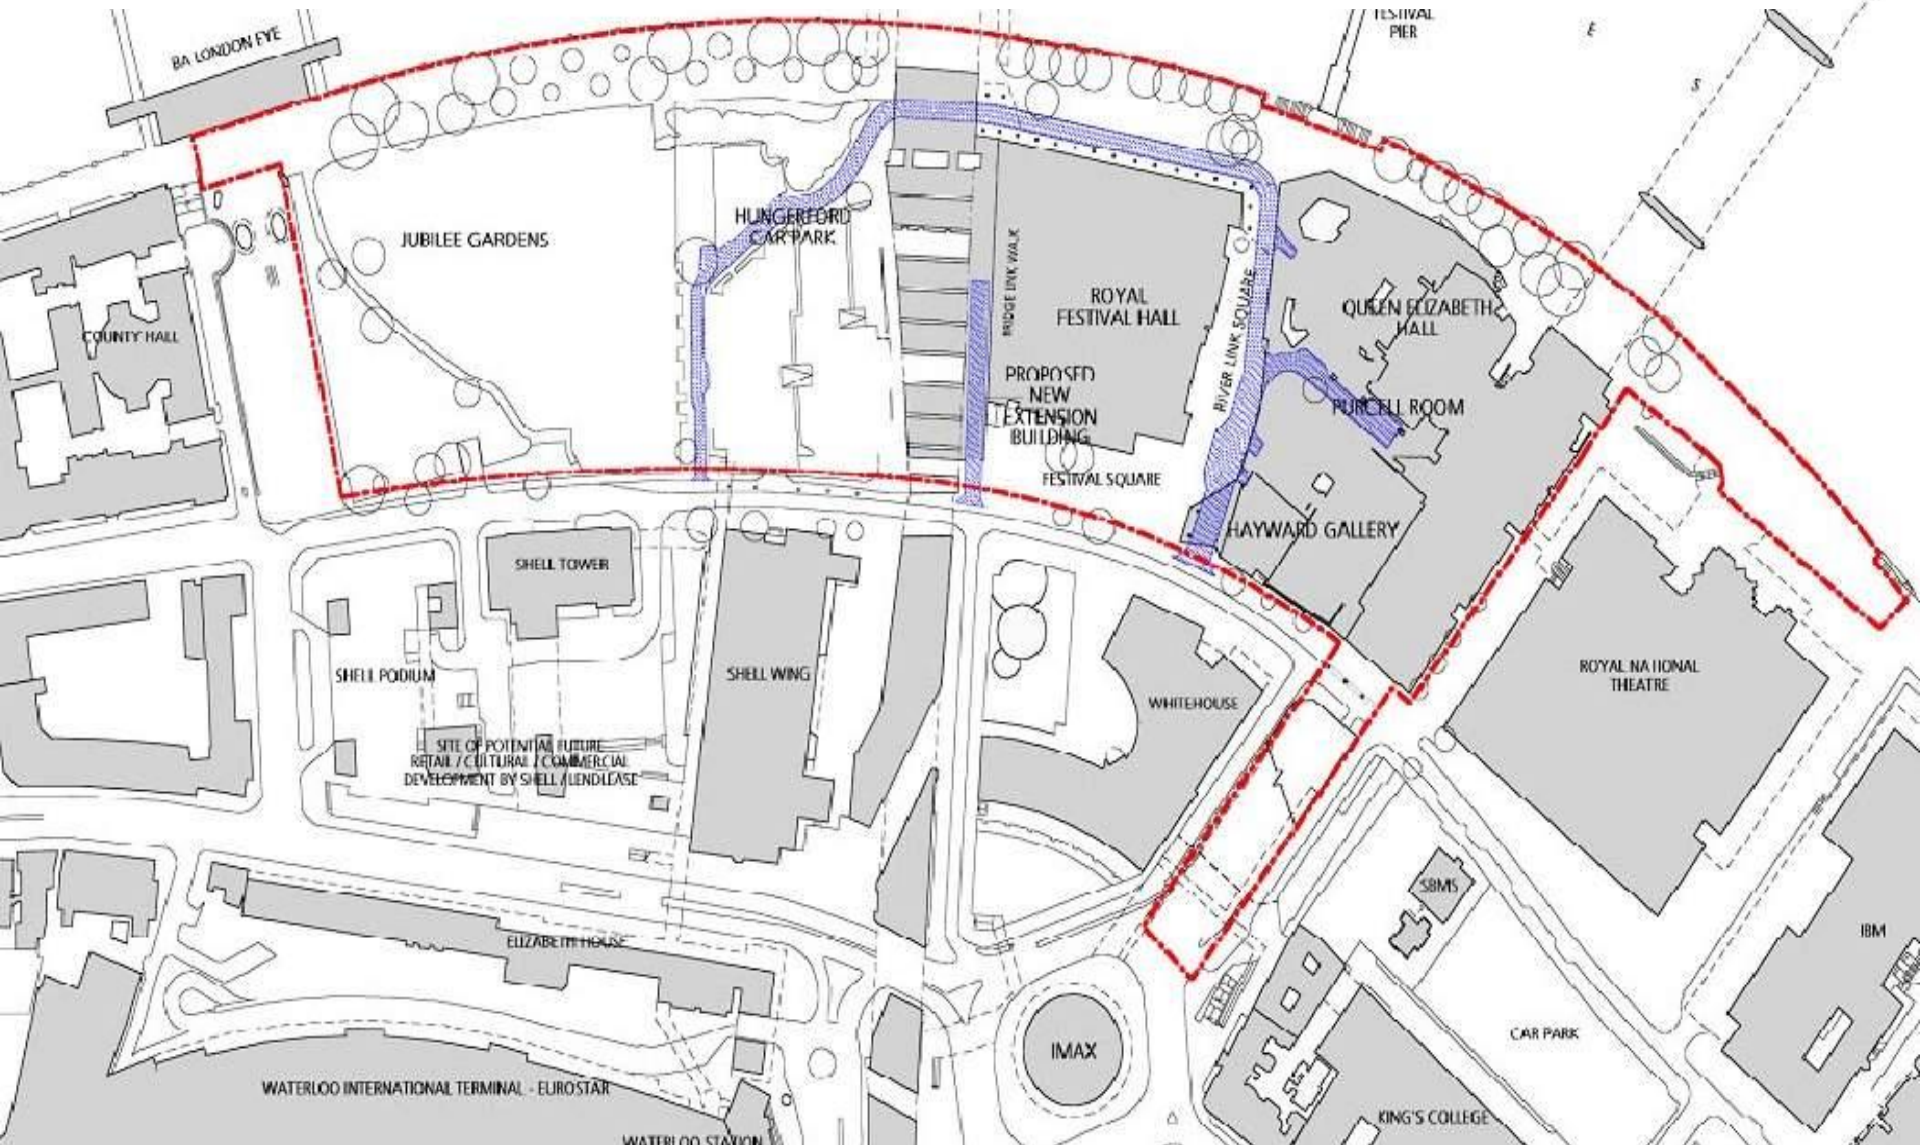 BA LONDON EYE
FESTIVAL
PIER
E
S
JUBILEE GARDENS
HUNGERFORD
CAR PARK
BRIDGE LINK WALK
ROYAL
FESTIVAL HALL
RIVER LINK SQUARE
QUEEN ELIZABETH
HALL
COUNTY HALL
PROPOSED
NEW
EXTENSION
BUILDING
PURCELL ROOM
FESTIVAL SQUARE
HAYWARD GALLERY
SHELL TOWER
SHELL PODIUM
SHELL WING
WHITEHOUSE
ROYAL NATIONAL
THEATRE
SITE OF POTENTIAL FUTURE
RETAIL / CULTURAL / COMMERCIAL
DEVELOPMENT BY SHELL / LENDLEASE
SBMS
ELIZABETH HOUSE
IBM
IMAX
CAR PARK
WATERLOO INTERNATIONAL TERMINAL - EUROSTAR
KING'S COLLEGE
WATERLOO STATION